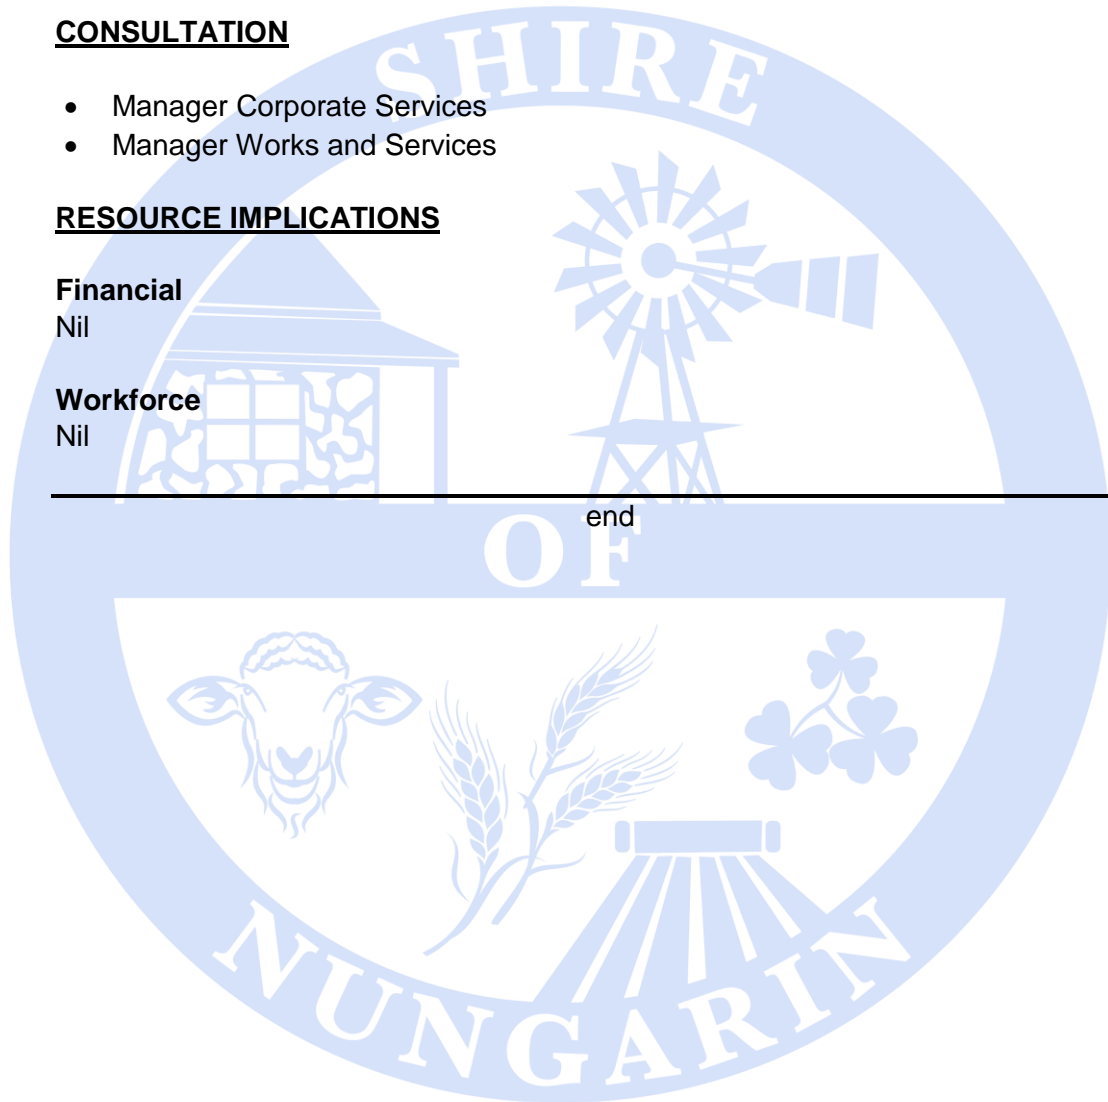 CONSULTATION
• Manager Corporate Services
• Manager Works and Services
RESOURCE IMPLICATIONS
Financial
Nil
Workforce
Nil
end
SHIRE
OF
NUNGARIN